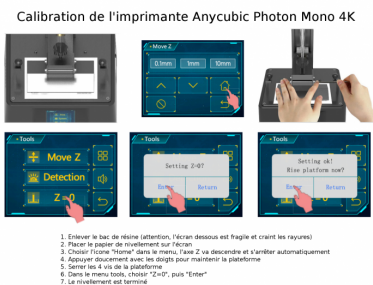 Calibration de l'imprimante Anycubic Photon Mono 4K
Move Z
0.1mm 1mm 10mm
Tools
Move Z
Detection
Z=0
Tools
Setting Z=0?
Enter Return
Tools
Setting ok!
Rise platform now?
Enter Return
1. Enlever le bac de résine (attention, l'écran dessous est fragile et craint les rayures)
2. Placer le papier de nivellement sur l'écran
3. Choisir l'icone "Home" dans le menu, l'axe Z va descendre et s'arrêter automatiquement
4. Appuyer doucement avec les doigts pour maintenir la plateforme
5. Serrer les 4 vis de la plateforme
6. Dans le menu tools, choisir "Z=0", puis "Enter"
7. Le nivellement est terminé